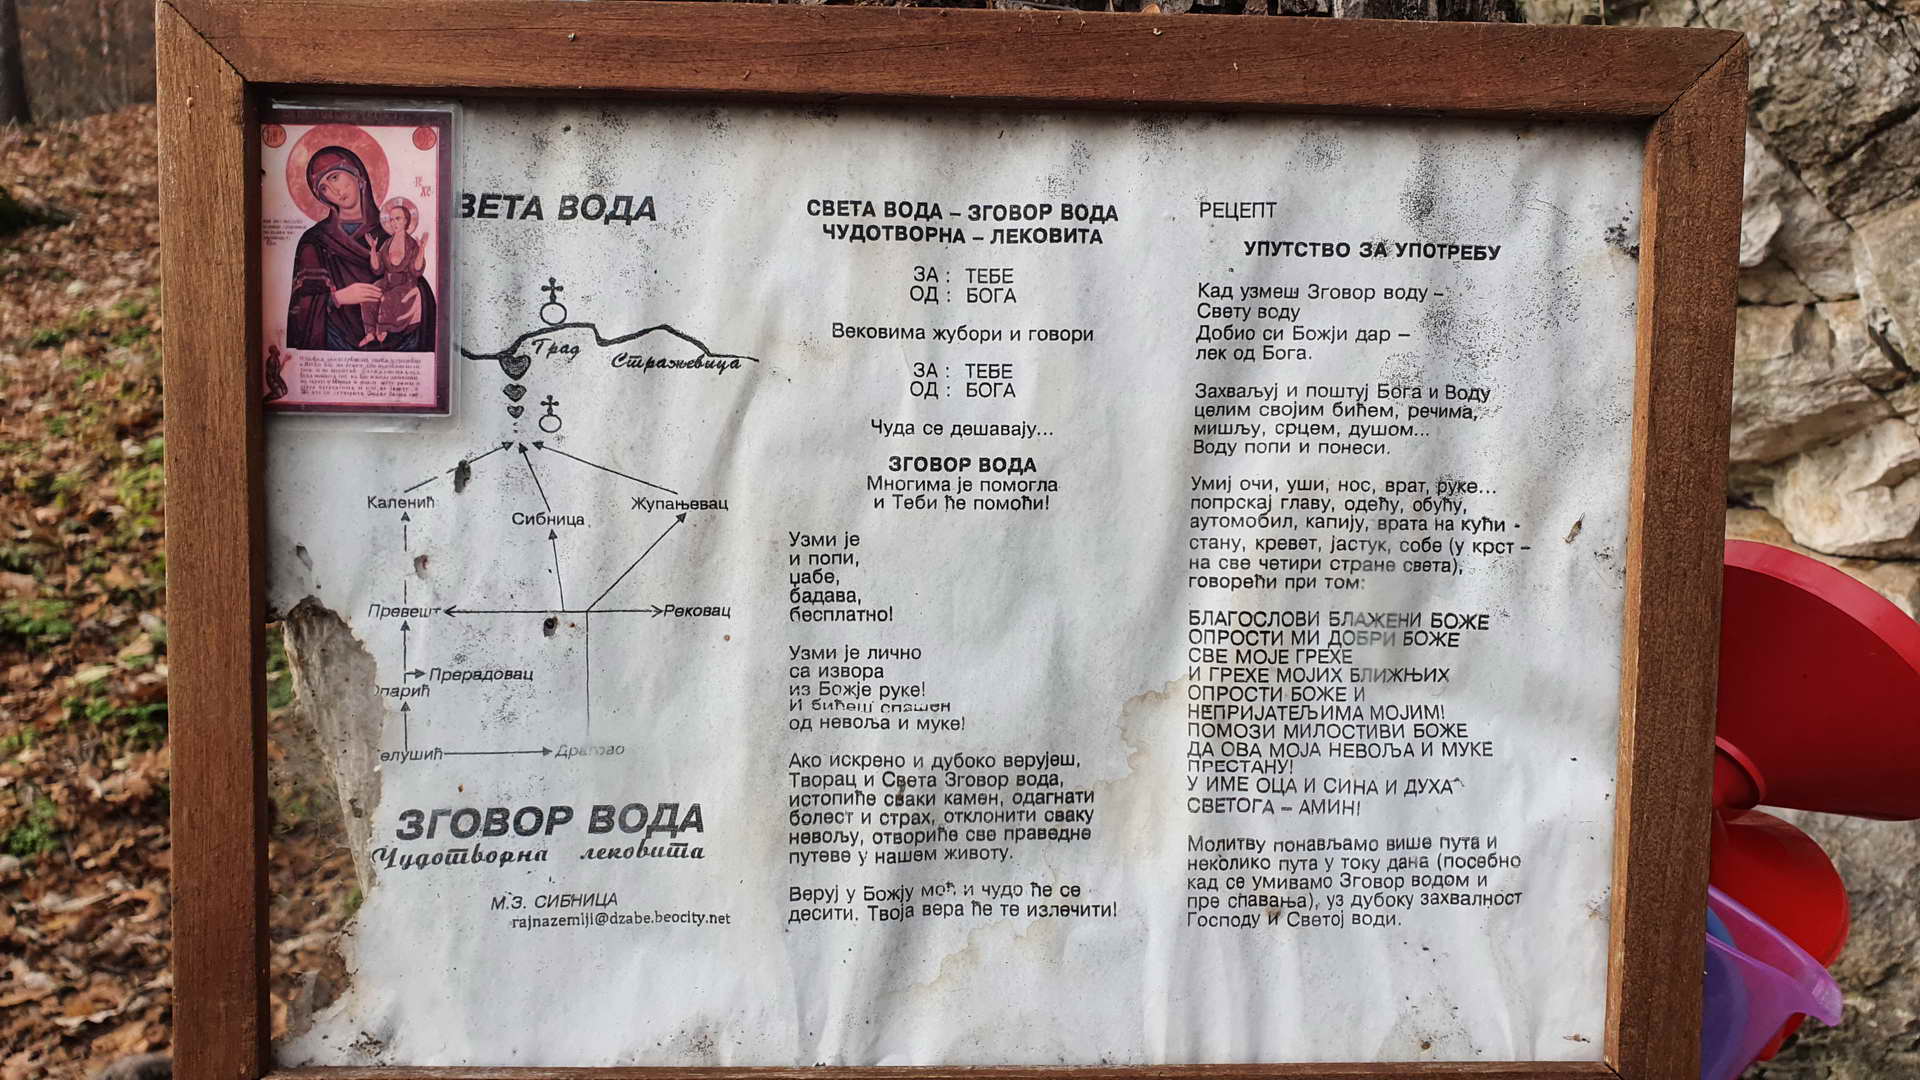 ВЕТА ВОДА
Град
Стражевица
Каленић
Сибница
Жупањевац
Превешт
Рековац
Прерадовац
парић
елушић
Драгово
ЗГОВОР ВОДА
Чудотворна лековита
М.З. СИБНИЦА
rajnazemiji@dzabe.beocity.net
СВЕТА ВОДА – ЗГОВОР ВОДА
ЧУДОТВОРНА – ЛЕКОВИТА
ЗА : ТЕБЕ
ОД : БОГА
Вековима жубори и говори
ЗА : ТЕБЕ
ОД : БОГА
Чуда се дешавају...
ЗГОВОР ВОДА
Многима је помогла
и Теби ће помоћи!
Узми је
и попи,
џабе,
бадава,
бесплатно!
Узми је лично
са извора
из Божје руке!
И бићеш спашен
од невоља и муке!
Ако искрено и дубоко верујеш,
Творац и Света Зговор вода,
истопиће сваки камен, одагнати
болест и страх, отклонити сваку
невољу, отвориће све праведне
путеве у нашем животу.
Веруј у Божју моћ и чудо ће се
десити. Твоја вера ће те излечити!
РЕЦЕПТ
УПУТСТВО ЗА УПОТРЕБУ
Кад узмеш Зговор воду –
Свету воду
Добио си Божји дар –
лек од Бога.
Захваљуј и поштуј Бога и Воду
целим својим бићем, речима,
мишљу, срцем, душом...
Воду попи и понеси.
Умиј очи, уши, нос, врат, руке...
попрскај главу, одећу, обућу,
аутомобил, капију, врата на кући -
стану, кревет, јастук, собе (у крст –
на све четири стране света),
говорећи при том:
БЛАГОСЛОВИ БЛАЖЕНИ БОЖЕ
ОПРОСТИ МИ ДОБРИ БОЖЕ
СВЕ МОЈЕ ГРЕХЕ
И ГРЕХЕ МОЈИХ БЛИЖЊИХ
ОПРОСТИ БОЖЕ И
НЕПРИЈАТЕЉИМА МОЈИМ!
ПОМОЗИ МИЛОСТИВИ БОЖЕ
ДА ОВА МОЈА НЕВОЉА И МУКЕ
ПРЕСТАНУ!
У ИМЕ ОЦА И СИНА И ДУХА
СВЕТОГА – АМИН!
Молитву понављамо више пута и
неколико пута у току дана (посебно
кад се умивамо Зговор водом и
пре спавања), уз дубоку захвалност
Господу и Светој води.